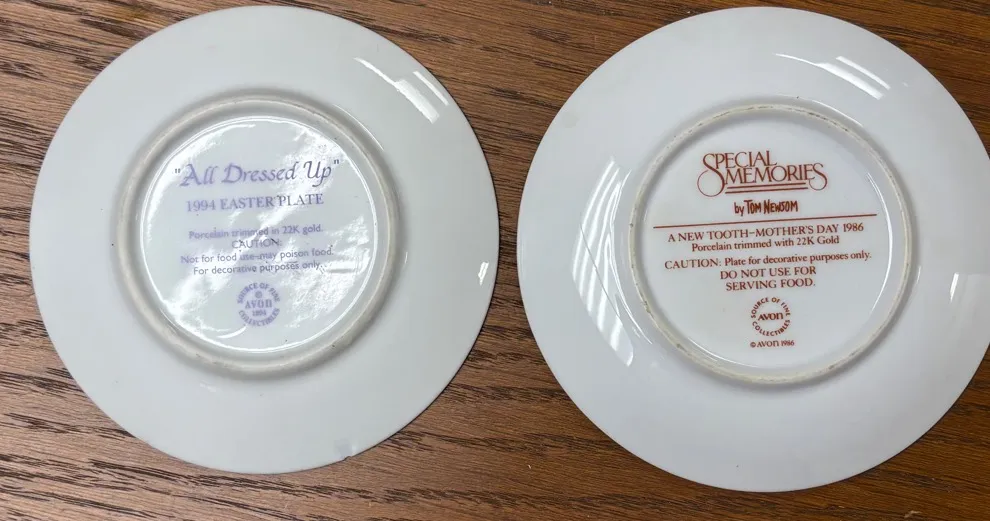 "All Dressed Up"
1994 EASTER PLATE
Porcelain trimmed in 22K gold.
CAUTION:
Not for food use-may poison food.
For decorative purposes only.
SOURCE OF FINE
©
AVON
1994
COLLECTIBLES
SPECIAL
MEMORIES
by TOM NEWSOM
A NEW TOOTH–MOTHER'S DAY 1986
Porcelain trimmed with 22K Gold
CAUTION: Plate for decorative purposes only.
DO NOT USE FOR
SERVING FOOD.
SOURCE OF FINE
AVON
COLLECTIBLES
© AVON 1986